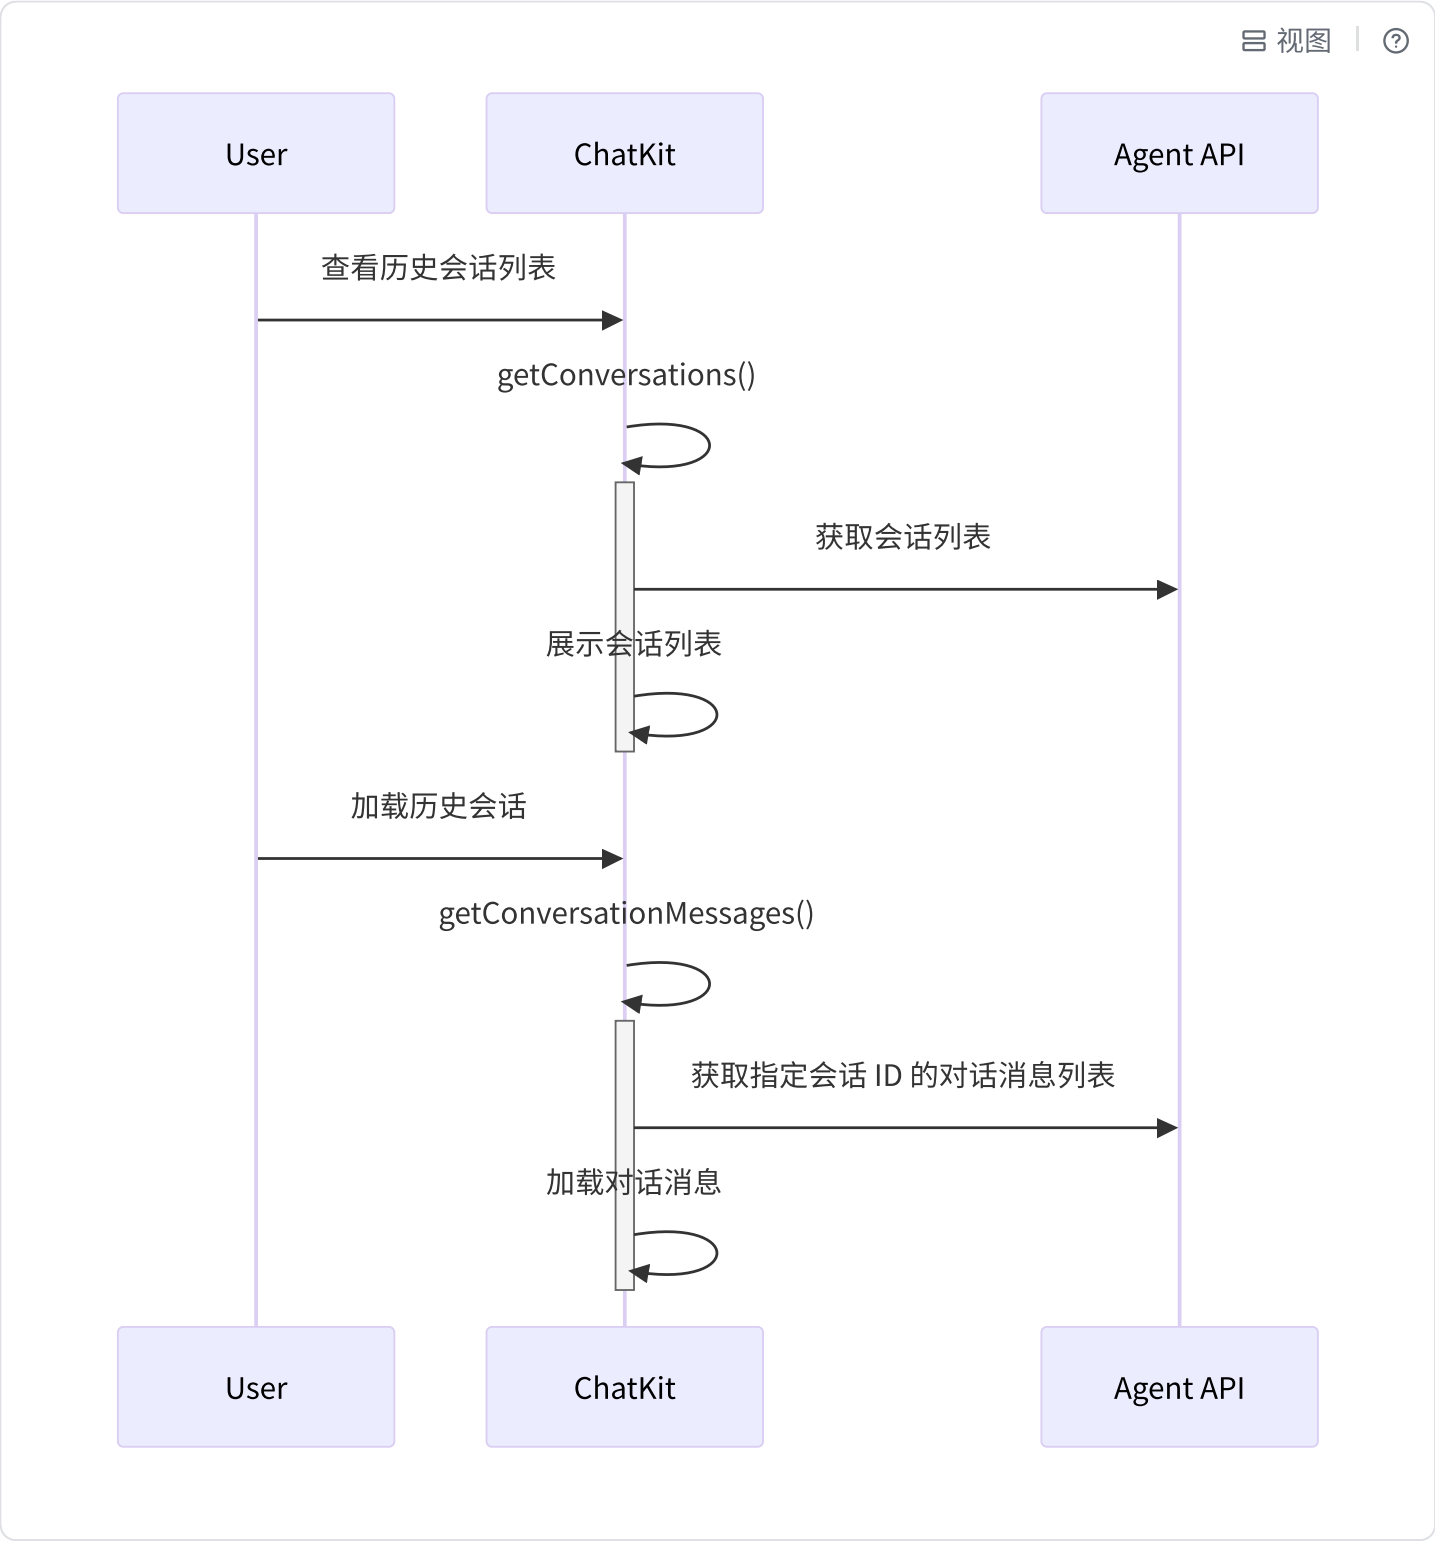 视图
User
ChatKit
Agent API
查看历史会话列表
getConversations()
获取会话列表
展示会话列表
加载历史会话
getConversationMessages()
获取指定会话 ID 的对话消息列表
加载对话消息
User
ChatKit
Agent API